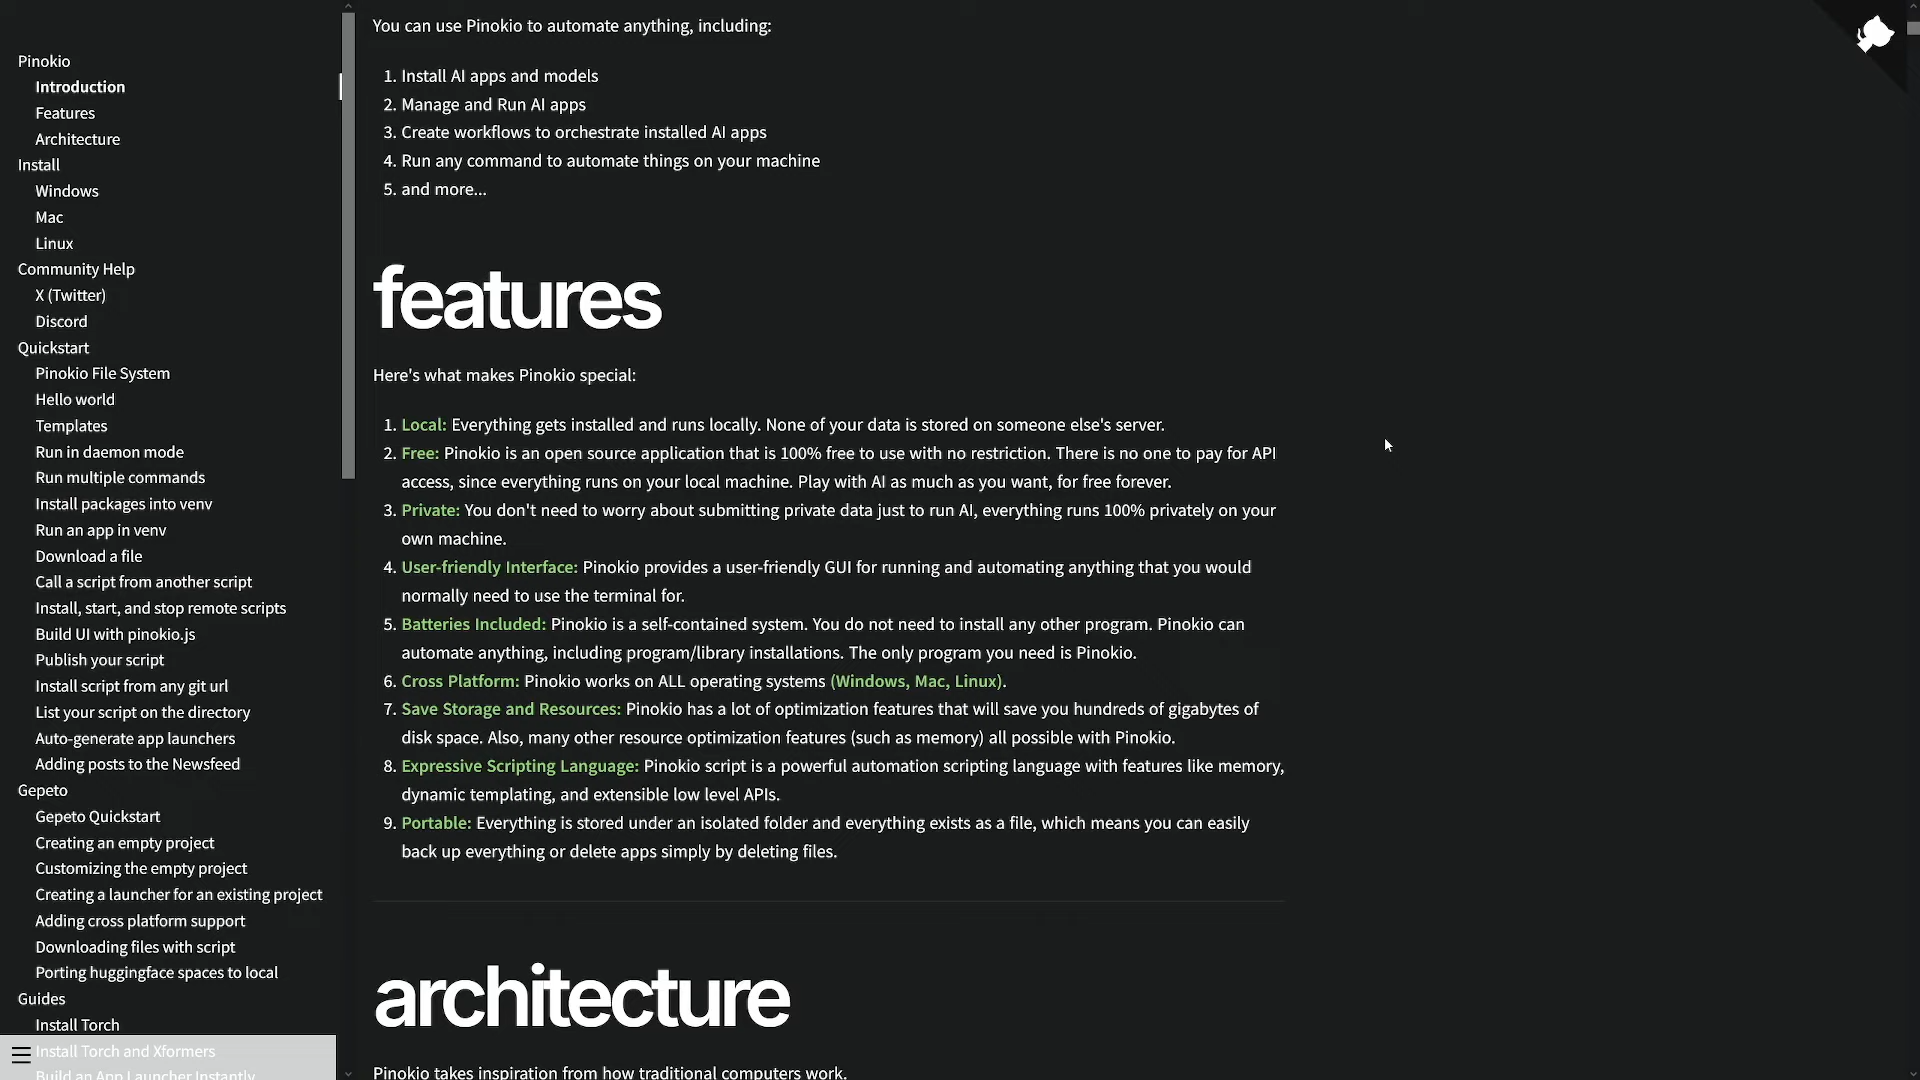 Pinokio
Introduction
Features
Architecture
Install
Windows
Mac
Linux
Community Help
X (Twitter)
Discord
Quickstart
Pinokio File System
Hello world
Templates
Run in daemon mode
Run multiple commands
Install packages into venv
Run an app in venv
Download a file
Call a script from another script
Install, start, and stop remote scripts
Build UI with pinokio.js
Publish your script
Install script from any git url
List your script on the directory
Auto-generate app launchers
Adding posts to the Newsfeed
Gepeto
Gepeto Quickstart
Creating an empty project
Customizing the empty project
Creating a launcher for an existing project
Adding cross platform support
Downloading files with script
Porting huggingface spaces to local
Guides
Install Torch
Install Torch and Xformers
Build an App Launcher Instantly
You can use Pinokio to automate anything, including:
1. Install AI apps and models
2. Manage and Run AI apps
3. Create workflows to orchestrate installed AI apps
4. Run any command to automate things on your machine
5. and more...
features
Here's what makes Pinokio special:
1. Local: Everything gets installed and runs locally. None of your data is stored on someone else's server.
2. Free: Pinokio is an open source application that is 100% free to use with no restriction. There is no one to pay for API
access, since everything runs on your local machine. Play with AI as much as you want, for free forever.
3. Private: You don't need to worry about submitting private data just to run AI, everything runs 100% privately on your
own machine.
4. User-friendly Interface: Pinokio provides a user-friendly GUI for running and automating anything that you would
normally need to use the terminal for.
5. Batteries Included: Pinokio is a self-contained system. You do not need to install any other program. Pinokio can
automate anything, including program/library installations. The only program you need is Pinokio.
6. Cross Platform: Pinokio works on ALL operating systems (Windows, Mac, Linux).
7. Save Storage and Resources: Pinokio has a lot of optimization features that will save you hundreds of gigabytes of
disk space. Also, many other resource optimization features (such as memory) all possible with Pinokio.
8. Expressive Scripting Language: Pinokio script is a powerful automation scripting language with features like memory,
dynamic templating, and extensible low level APIs.
9. Portable: Everything is stored under an isolated folder and everything exists as a file, which means you can easily
back up everything or delete apps simply by deleting files.
architecture
Pinokio takes inspiration from how traditional computers work.